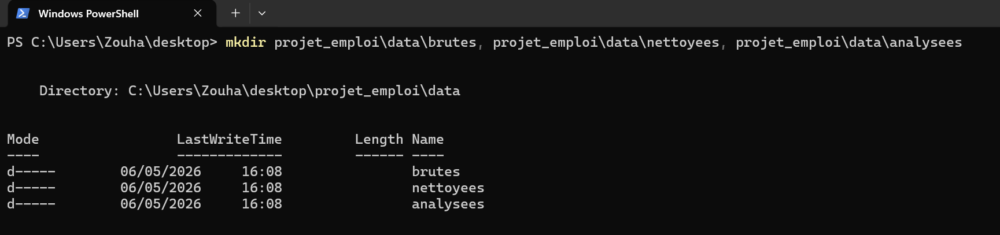 Windows PowerShell
PS C:\Users\Zouha\desktop> mkdir projet_emploi\data\brutes, projet_emploi\data\nettoyees, projet_emploi\data\analysees
Directory: C:\Users\Zouha\desktop\projet_emploi\data
Mode                 LastWriteTime         Length Name
----                 -------------         ------ ----
d-----        06/05/2026     16:08                brutes
d-----        06/05/2026     16:08                nettoyees
d-----        06/05/2026     16:08                analysees